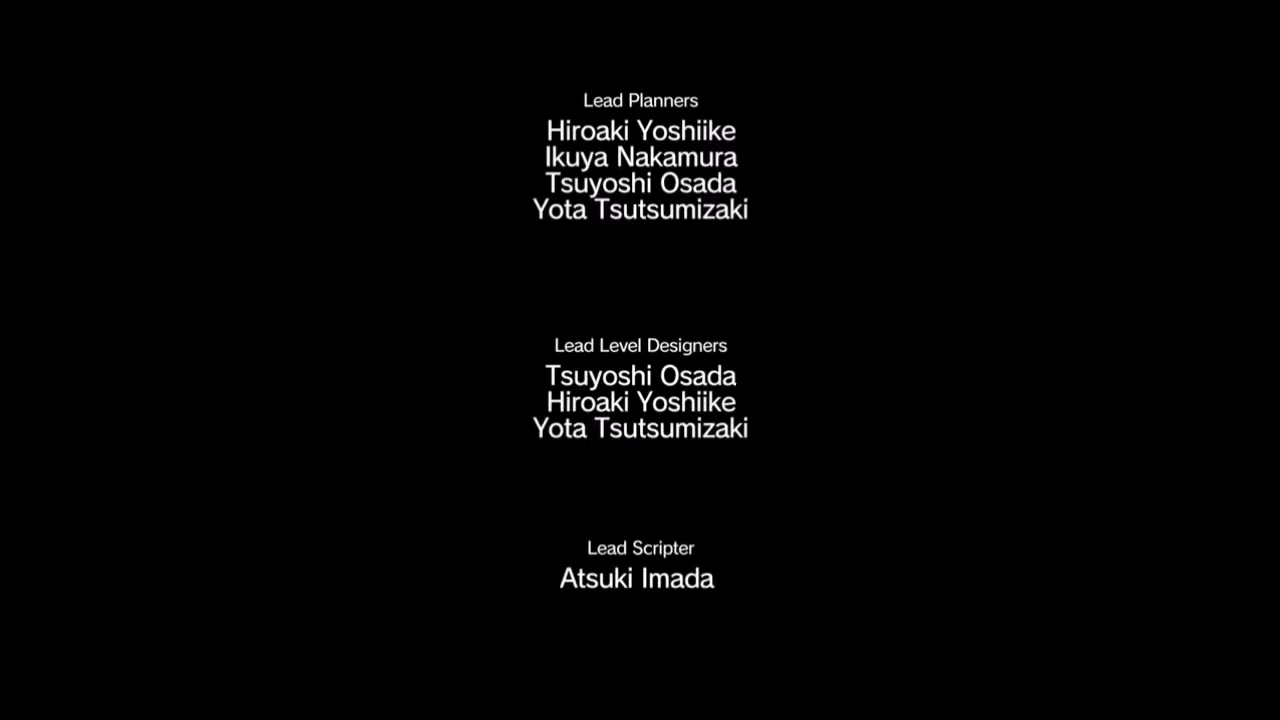 Lead Planners
Hiroaki Yoshiike
Ikuya Nakamura
Tsuyoshi Osada
Yota Tsutsumizaki
Lead Level Designers
Tsuyoshi Osada
Hiroaki Yoshiike
Yota Tsutsumizaki
Lead Scripter
Atsuki Imada